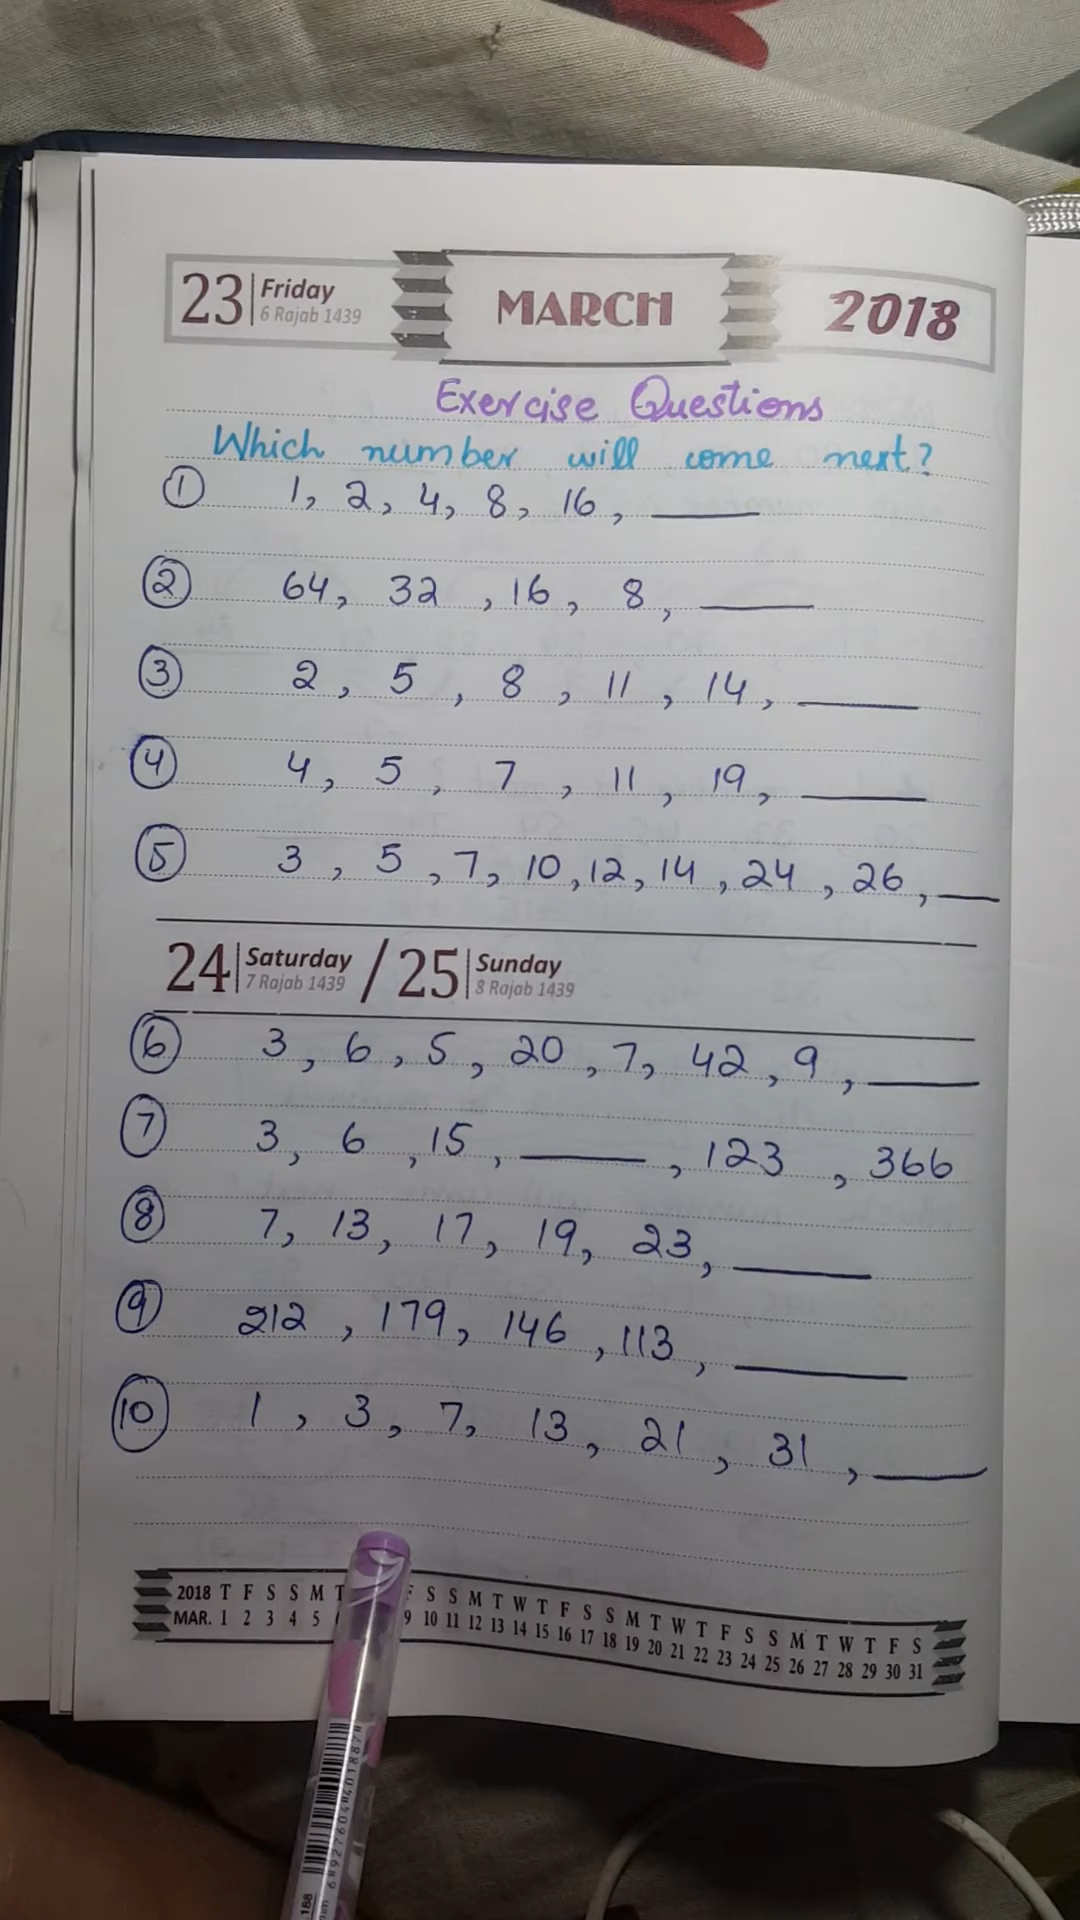 23 Friday
6 Rajab 1439
MARCH
2018
Exercise Questions
Which number will come next?
1 1, 2, 4, 8, 16, ____
2 64, 32, 16, 8, ____
3 2, 5, 8, 11, 14, ____
4 4, 5, 7, 11, 19, ____
5 3, 5, 7, 10, 12, 14, 24, 26, ____
24 Saturday / 25 Sunday
7 Rajab 1439 8 Rajab 1439
6 3, 6, 5, 20, 7, 42, 9, ____
7 3, 6, 15, ____, 123, 366
8 7, 13, 17, 19, 23, ____
9 212, 179, 146, 113, ____
10 1, 3, 7, 13, 21, 31, ____
2018 T F S S M T S S M T W T F S S M T W T F S S M T W T F S
MAR. 1 2 3 4 5 9 10 11 12 13 14 15 16 17 18 19 20 21 22 23 24 25 26 27 28 29 30 31
188